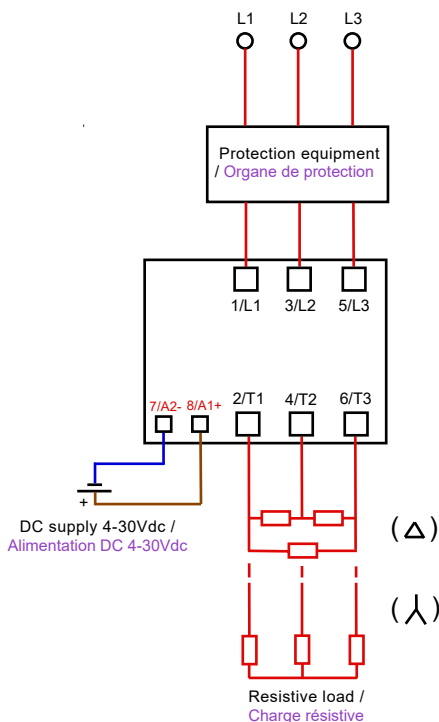 L1 L2 L3
Protection equipment
/ Organe de protection
1/L1 3/L2 5/L3
7/A2- 8/A1+ 2/T1 4/T2 6/T3
+
DC supply 4-30Vdc /
Alimentation DC 4-30Vdc
(Δ)
(⅄)
Resistive load /
Charge résistive